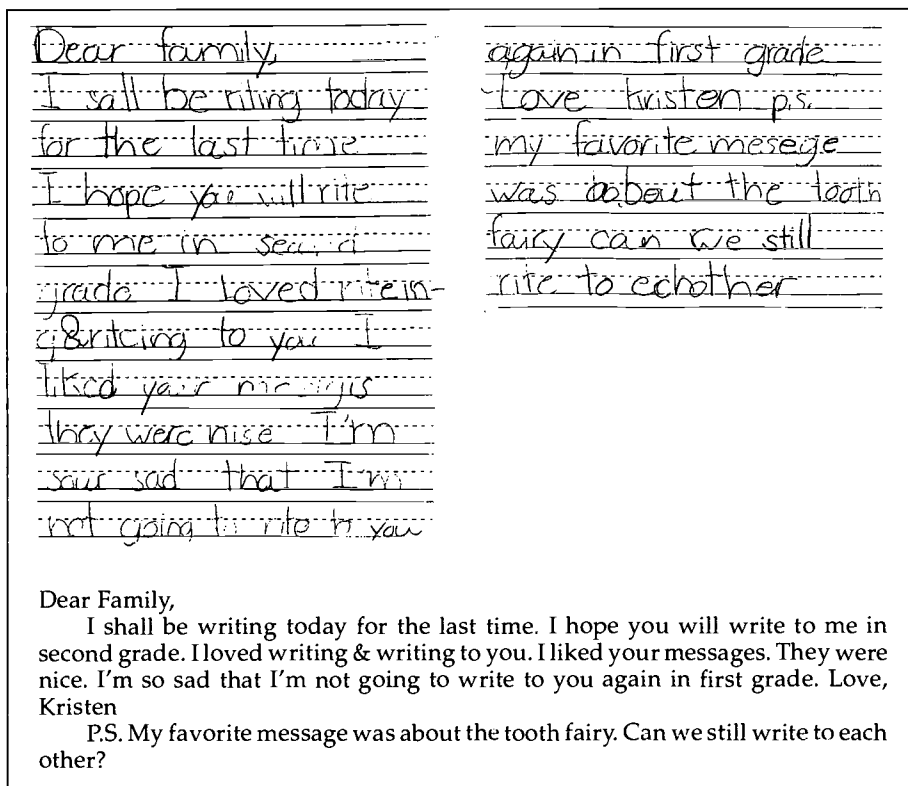 Dear family,
I sall be riting today
for the last time
I hope you will rite
to me in
grade I loved ritein-
g & riteing to you I
liked your
they were nise I'm
sad that I'm
not going to rite to you
again in first grade
Love kristen p.s.
my favorite mesege
was about the tooth
fairy can we still
rite to echother
Dear Family,
I shall be writing today for the last time. I hope you will write to me in
second grade. I loved writing & writing to you. I liked your messages. They were
nice. I'm so sad that I'm not going to write to you again in first grade. Love,
Kristen
P.S. My favorite message was about the tooth fairy. Can we still write to each
other?